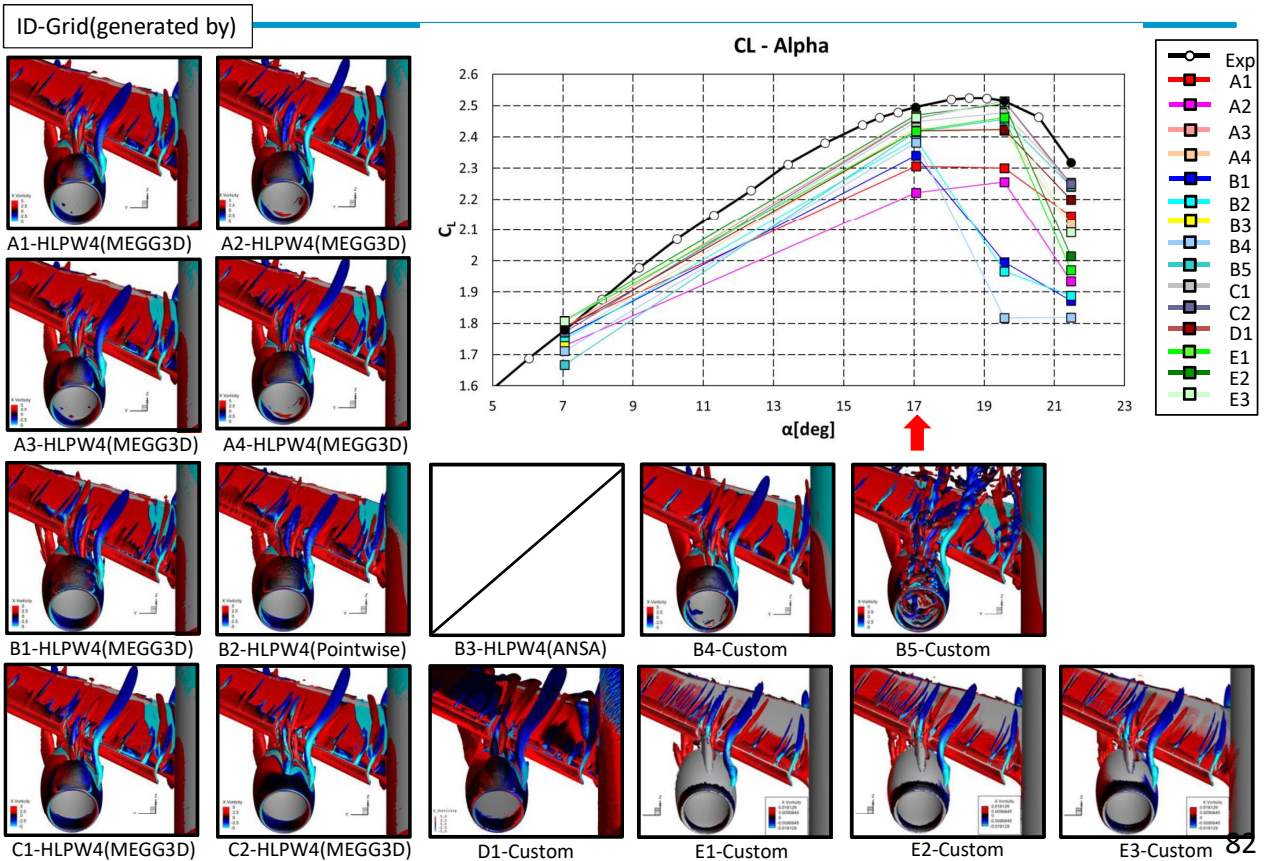 ID-Grid(generated by)
CL - Alpha
2.6
2.5
2.4
2.3
2.2
2.1
2
1.9
1.8
1.7
1.6
CL
5 7 9 11 13 15 17 19 21 23
α[deg]
Exp
A1
A2
A3
A4
B1
B2
B3
B4
B5
C1
C2
D1
E1
E2
E3
A1-HLPW4(MEGG3D)
A2-HLPW4(MEGG3D)
A3-HLPW4(MEGG3D)
A4-HLPW4(MEGG3D)
B1-HLPW4(MEGG3D)
B2-HLPW4(Pointwise)
B3-HLPW4(ANSA)
B4-Custom
B5-Custom
C1-HLPW4(MEGG3D)
C2-HLPW4(MEGG3D)
D1-Custom
E1-Custom
E2-Custom
E3-Custom
82